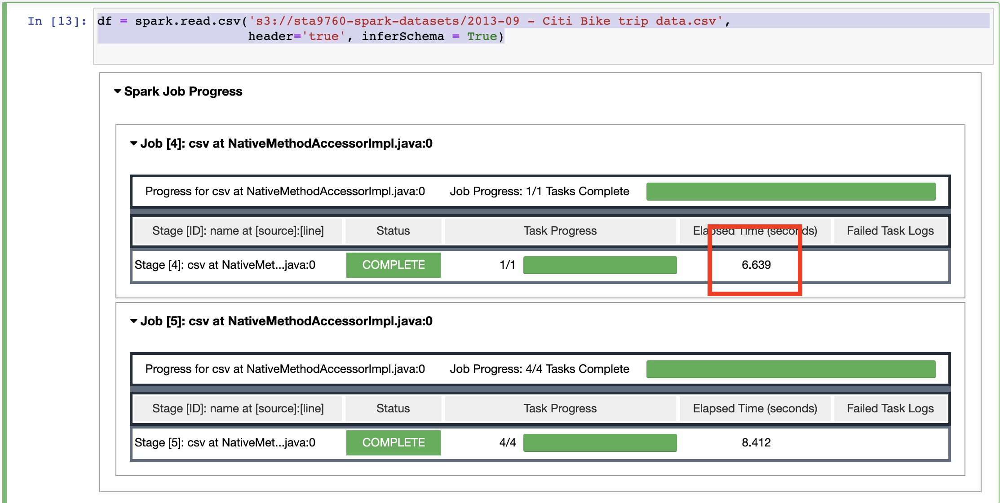 In [13]: df = spark.read.csv('s3://sta9760-spark-datasets/2013-09 - Citi Bike trip data.csv',
header='true', inferSchema = True)
Spark Job Progress
Job [4]: csv at NativeMethodAccessorImpl.java:0
Progress for csv at NativeMethodAccessorImpl.java:0 Job Progress: 1/1 Tasks Complete
Stage [ID]: name at [source]:[line] Status Task Progress Elapsed Time (seconds) Failed Task Logs
Stage [4]: csv at NativeMet...java:0 COMPLETE 1/1 6.639
Job [5]: csv at NativeMethodAccessorImpl.java:0
Progress for csv at NativeMethodAccessorImpl.java:0 Job Progress: 4/4 Tasks Complete
Stage [ID]: name at [source]:[line] Status Task Progress Elapsed Time (seconds) Failed Task Logs
Stage [5]: csv at NativeMet...java:0 COMPLETE 4/4 8.412